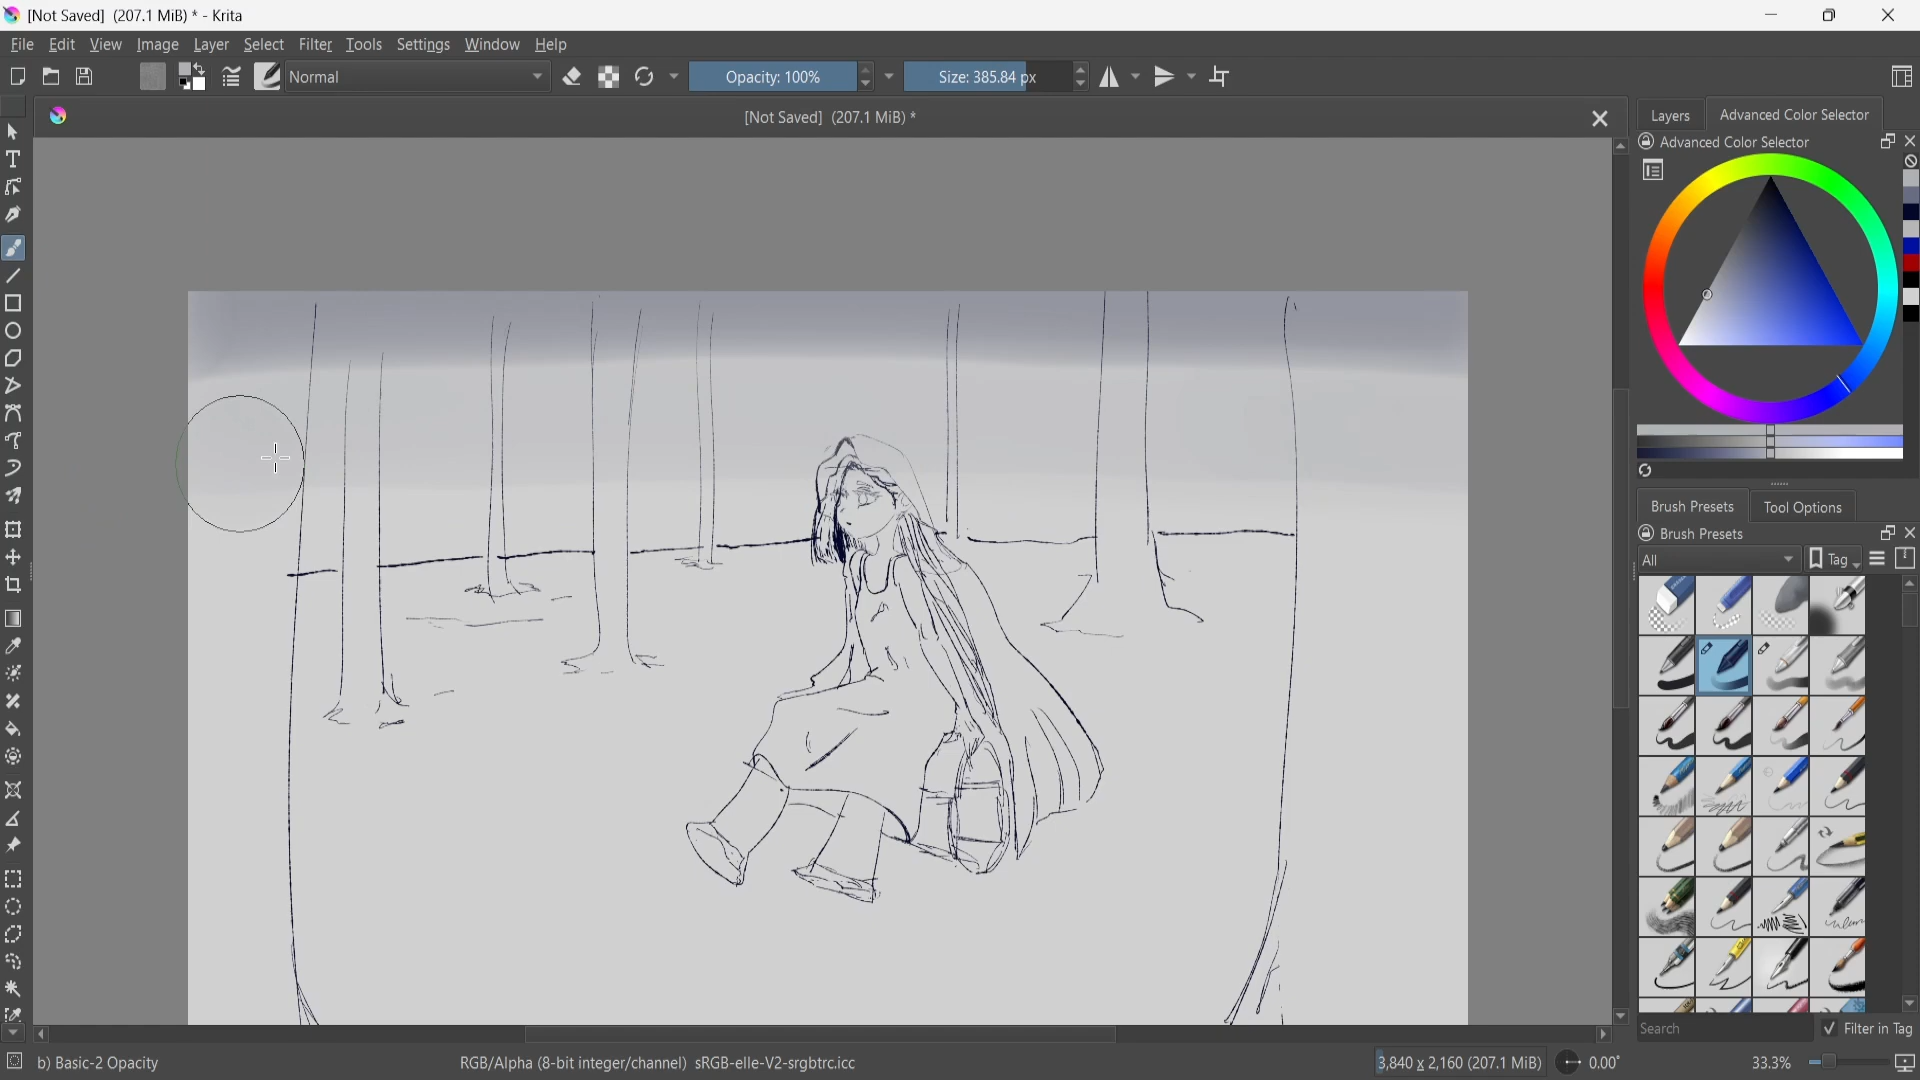 [Not Saved] (207.1 MiB) * - Krita
File Edit View Image Layer Select Filter Tools Settings Window Help
Normal
Opacity: 100%
Size: 385.84 px
[Not Saved] (207.1 MiB) *
Layers Advanced Color Selector
Advanced Color Selector
Brush Presets Tool Options
Brush Presets
All Tag
Search Filter in Tag
b) Basic-2 Opacity RGB/Alpha (8-bit integer/channel) sRGB-elle-V2-srgbtrc.icc 3,840 x 2,160 (207.1 MiB) 0.00° 33.3%